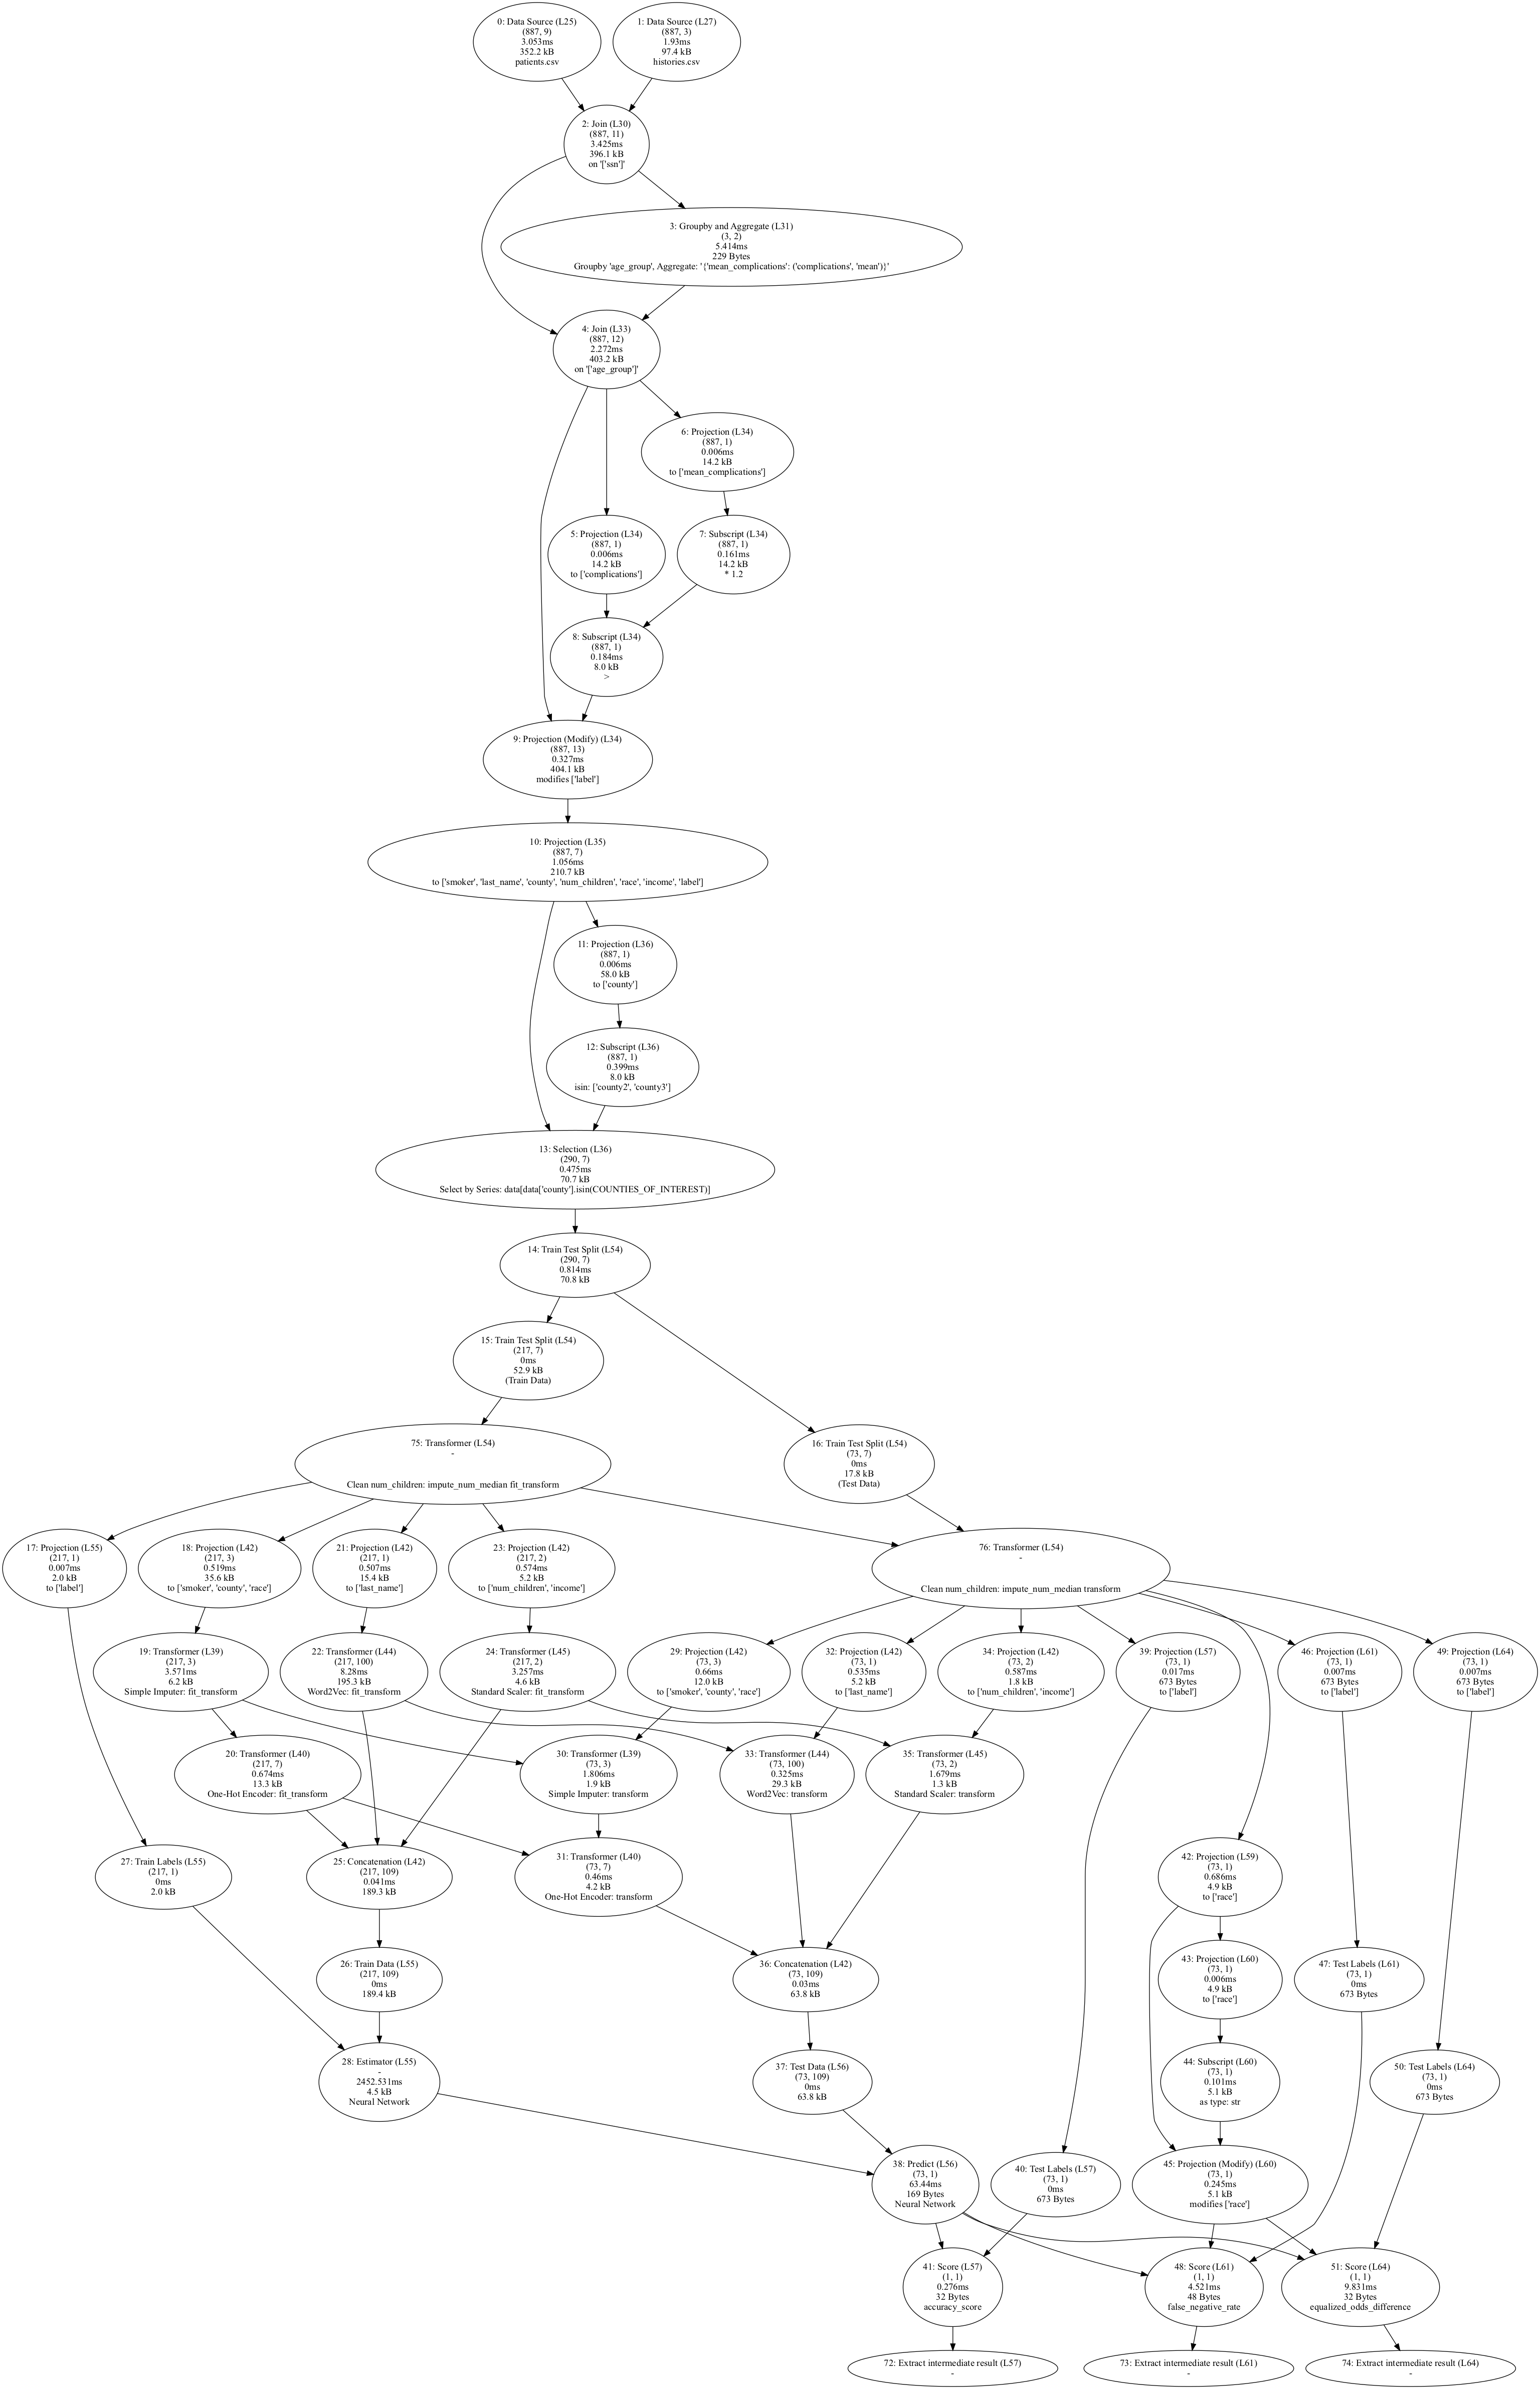 0: Data Source (L25)
(887, 9)
3.053ms
352.2 kB
patients.csv
1: Data Source (L27)
(887, 3)
1.93ms
97.4 kB
histories.csv
2: Join (L30)
(887, 11)
3.425ms
396.1 kB
on '['ssn']'
3: Groupby and Aggregate (L31)
(3, 2)
5.414ms
229 Bytes
Groupby 'age_group', Aggregate: '{'mean_complications': ('complications', 'mean')}'
4: Join (L33)
(887, 12)
2.272ms
403.2 kB
on '['age_group']'
6: Projection (L34)
(887, 1)
0.006ms
14.2 kB
to ['mean_complications']
5: Projection (L34)
(887, 1)
0.006ms
14.2 kB
to ['complications']
7: Subscript (L34)
(887, 1)
0.161ms
14.2 kB
* 1.2
8: Subscript (L34)
(887, 1)
0.184ms
8.0 kB
>
9: Projection (Modify) (L34)
(887, 13)
0.327ms
404.1 kB
modifies ['label']
10: Projection (L35)
(887, 7)
1.056ms
210.7 kB
to ['smoker', 'last_name', 'county', 'num_children', 'race', 'income', 'label']
11: Projection (L36)
(887, 1)
0.006ms
58.0 kB
to ['county']
12: Subscript (L36)
(887, 1)
0.399ms
8.0 kB
isin: ['county2', 'county3']
13: Selection (L36)
(290, 7)
0.475ms
70.7 kB
Select by Series: data[data['county'].isin(COUNTIES_OF_INTEREST)]
14: Train Test Split (L54)
(290, 7)
0.814ms
70.8 kB
15: Train Test Split (L54)
(217, 7)
0ms
52.9 kB
(Train Data)
75: Transformer (L54)
-
Clean num_children: impute_num_median fit_transform
16: Train Test Split (L54)
(73, 7)
0ms
17.8 kB
(Test Data)
17: Projection (L55)
(217, 1)
0.007ms
2.0 kB
to ['label']
18: Projection (L42)
(217, 3)
0.519ms
35.6 kB
to ['smoker', 'county', 'race']
21: Projection (L42)
(217, 1)
0.507ms
15.4 kB
to ['last_name']
23: Projection (L42)
(217, 2)
0.574ms
5.2 kB
to ['num_children', 'income']
76: Transformer (L54)
-
Clean num_children: impute_num_median transform
19: Transformer (L39)
(217, 3)
3.571ms
6.2 kB
Simple Imputer: fit_transform
22: Transformer (L44)
(217, 100)
8.28ms
195.3 kB
Word2Vec: fit_transform
24: Transformer (L45)
(217, 2)
3.257ms
4.6 kB
Standard Scaler: fit_transform
29: Projection (L42)
(73, 3)
0.66ms
12.0 kB
to ['smoker', 'county', 'race']
32: Projection (L42)
(73, 1)
0.535ms
5.2 kB
to ['last_name']
34: Projection (L42)
(73, 2)
0.587ms
1.8 kB
to ['num_children', 'income']
39: Projection (L57)
(73, 1)
0.017ms
673 Bytes
to ['label']
46: Projection (L61)
(73, 1)
0.007ms
673 Bytes
to ['label']
49: Projection (L64)
(73, 1)
0.007ms
673 Bytes
to ['label']
20: Transformer (L40)
(217, 7)
0.674ms
13.3 kB
One-Hot Encoder: fit_transform
30: Transformer (L39)
(73, 3)
1.806ms
1.9 kB
Simple Imputer: transform
33: Transformer (L44)
(73, 100)
0.325ms
29.3 kB
Word2Vec: transform
35: Transformer (L45)
(73, 2)
1.679ms
1.3 kB
Standard Scaler: transform
27: Train Labels (L55)
(217, 1)
0ms
2.0 kB
25: Concatenation (L42)
(217, 109)
0.041ms
189.3 kB
31: Transformer (L40)
(73, 7)
0.46ms
4.2 kB
One-Hot Encoder: transform
42: Projection (L59)
(73, 1)
0.686ms
4.9 kB
to ['race']
26: Train Data (L55)
(217, 109)
0ms
189.4 kB
36: Concatenation (L42)
(73, 109)
0.03ms
63.8 kB
43: Projection (L60)
(73, 1)
0.006ms
4.9 kB
to ['race']
47: Test Labels (L61)
(73, 1)
0ms
673 Bytes
28: Estimator (L55)
-
2452.531ms
4.5 kB
Neural Network
37: Test Data (L56)
(73, 109)
0ms
63.8 kB
44: Subscript (L60)
(73, 1)
0.101ms
5.1 kB
as type: str
50: Test Labels (L64)
(73, 1)
0ms
673 Bytes
38: Predict (L56)
(73, 1)
63.44ms
169 Bytes
Neural Network
40: Test Labels (L57)
(73, 1)
0ms
673 Bytes
45: Projection (Modify) (L60)
(73, 1)
0.245ms
5.1 kB
modifies ['race']
41: Score (L57)
(1, 1)
0.276ms
32 Bytes
accuracy_score
48: Score (L61)
(1, 1)
4.521ms
48 Bytes
false_negative_rate
51: Score (L64)
(1, 1)
9.831ms
32 Bytes
equalized_odds_difference
72: Extract intermediate result (L57)
-
73: Extract intermediate result (L61)
-
74: Extract intermediate result (L64)
-